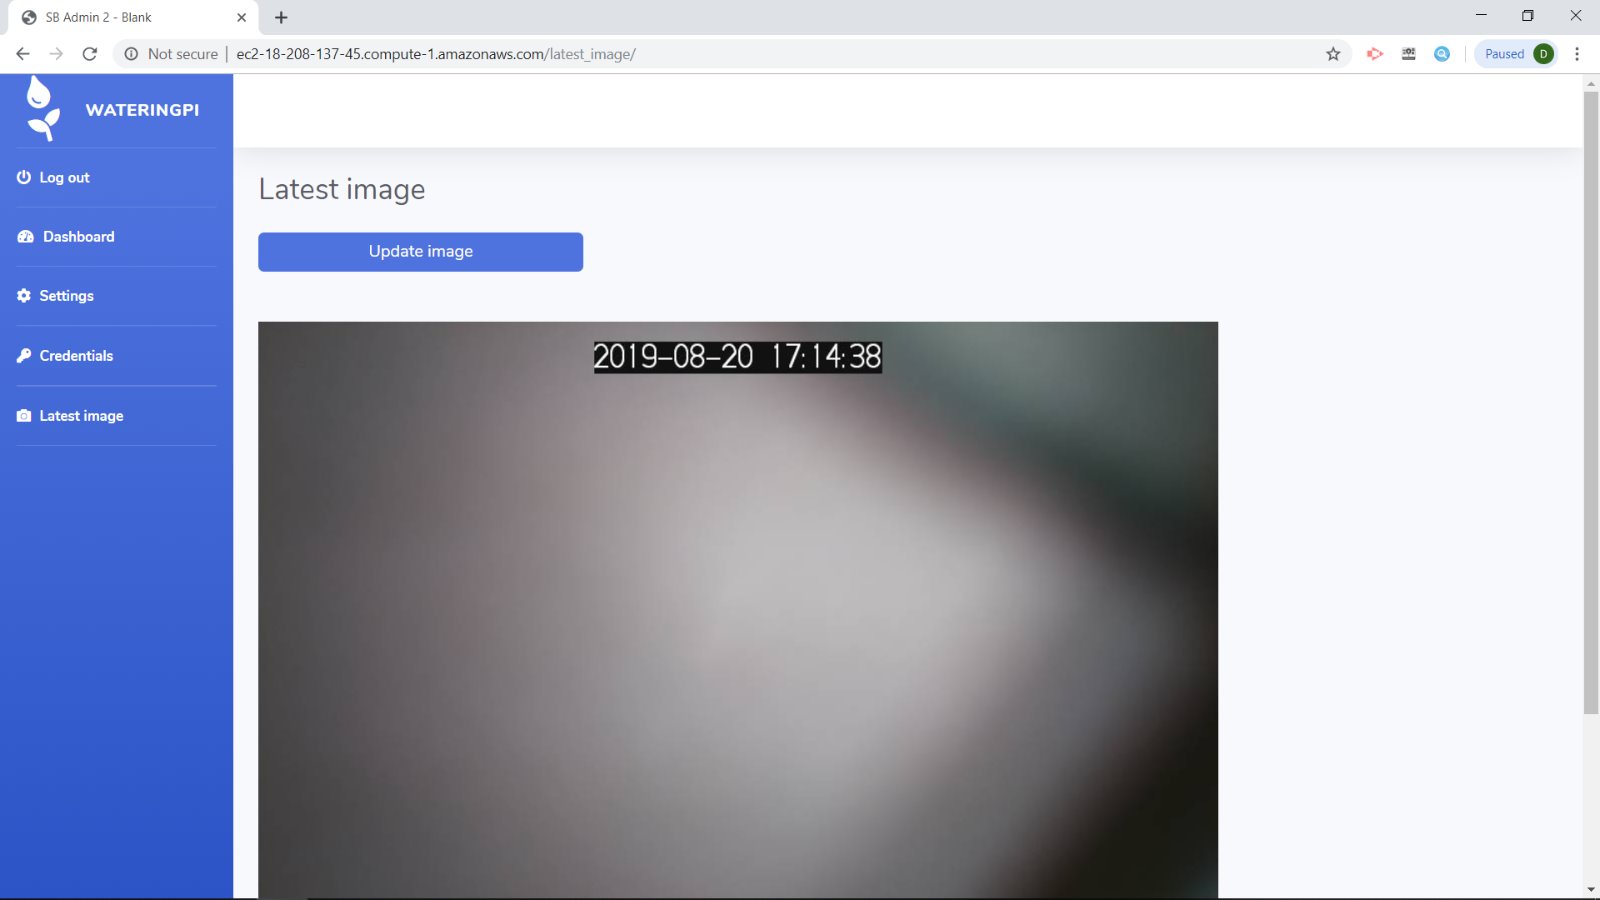 SB Admin 2 - Blank
Not secure | ec2-18-208-137-45.compute-1.amazonaws.com/latest_image/
Paused D
WATERINGPI
Log out
Dashboard
Settings
Credentials
Latest image
Latest image
Update image
2019-08-20 17:14:38